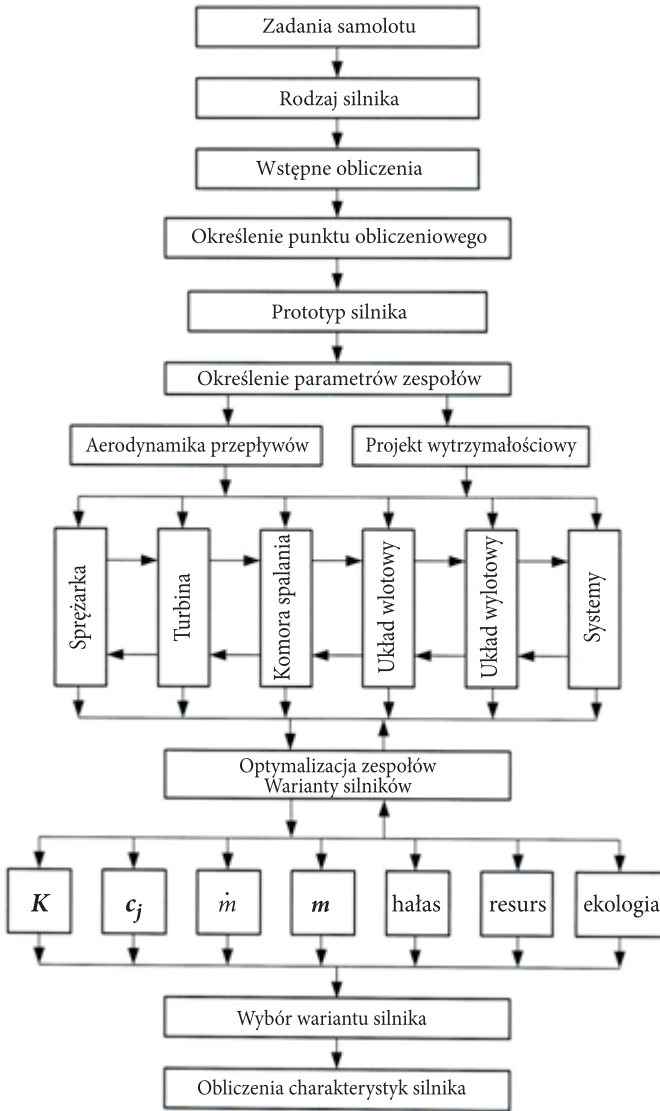 Zadania samolotu
Rodzaj silnika
Wstępne obliczenia
Określenie punktu obliczeniowego
Prototyp silnika
Określenie parametrów zespołów
Aerodynamika przepływów
Projekt wytrzymałościowy
Sprężarka
Turbina
Komora spalania
Układ wlotowy
Układ wylotowy
Systemy
Optymalizacja zespołów
Warianty silników
K
c_j
ṁ
m
hałas
resurs
ekologia
Wybór wariantu silnika
Obliczenia charakterystyk silnika